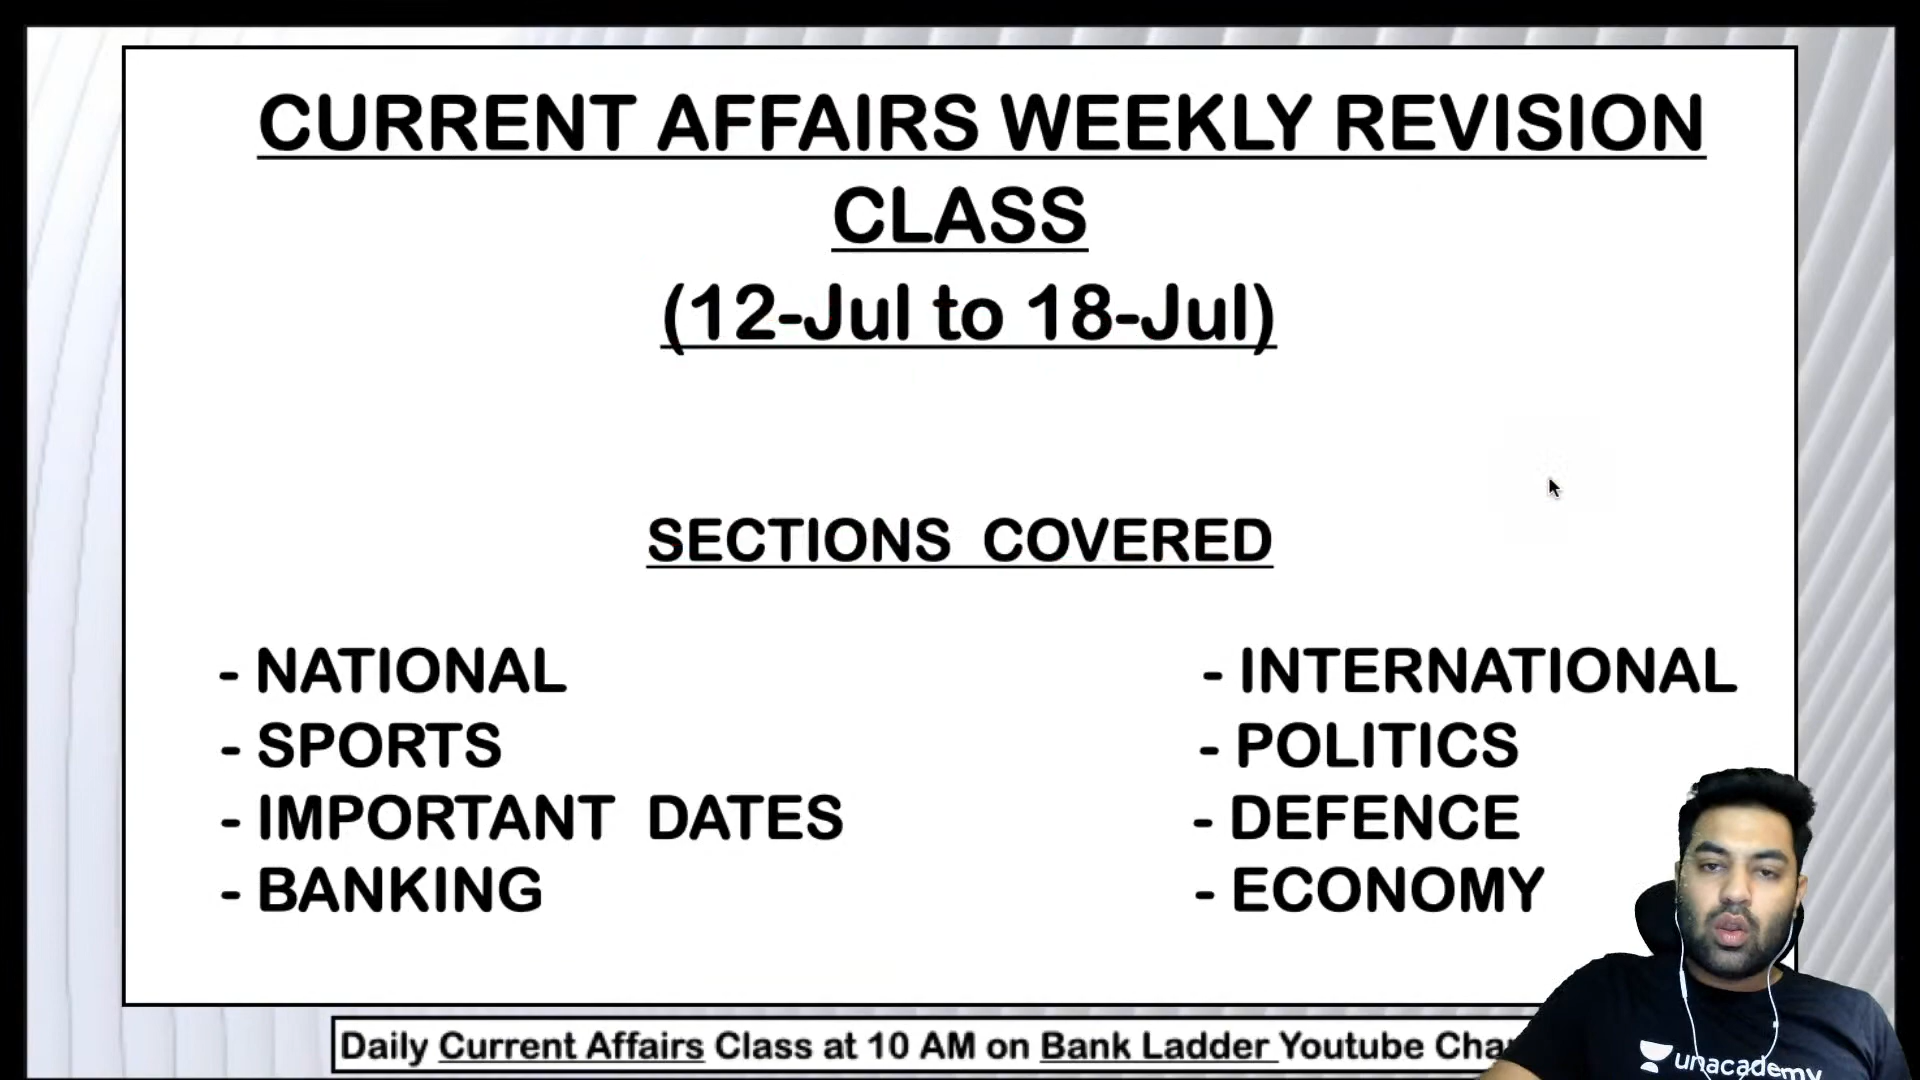 CURRENT AFFAIRS WEEKLY REVISION
CLASS
(12-Jul to 18-Jul)
SECTIONS COVERED
- NATIONAL
- SPORTS
- IMPORTANT DATES
- BANKING
- INTERNATIONAL
- POLITICS
- DEFENCE
- ECONOMY
Daily Current Affairs Class at 10 AM on Bank Ladder Youtube
unacademy